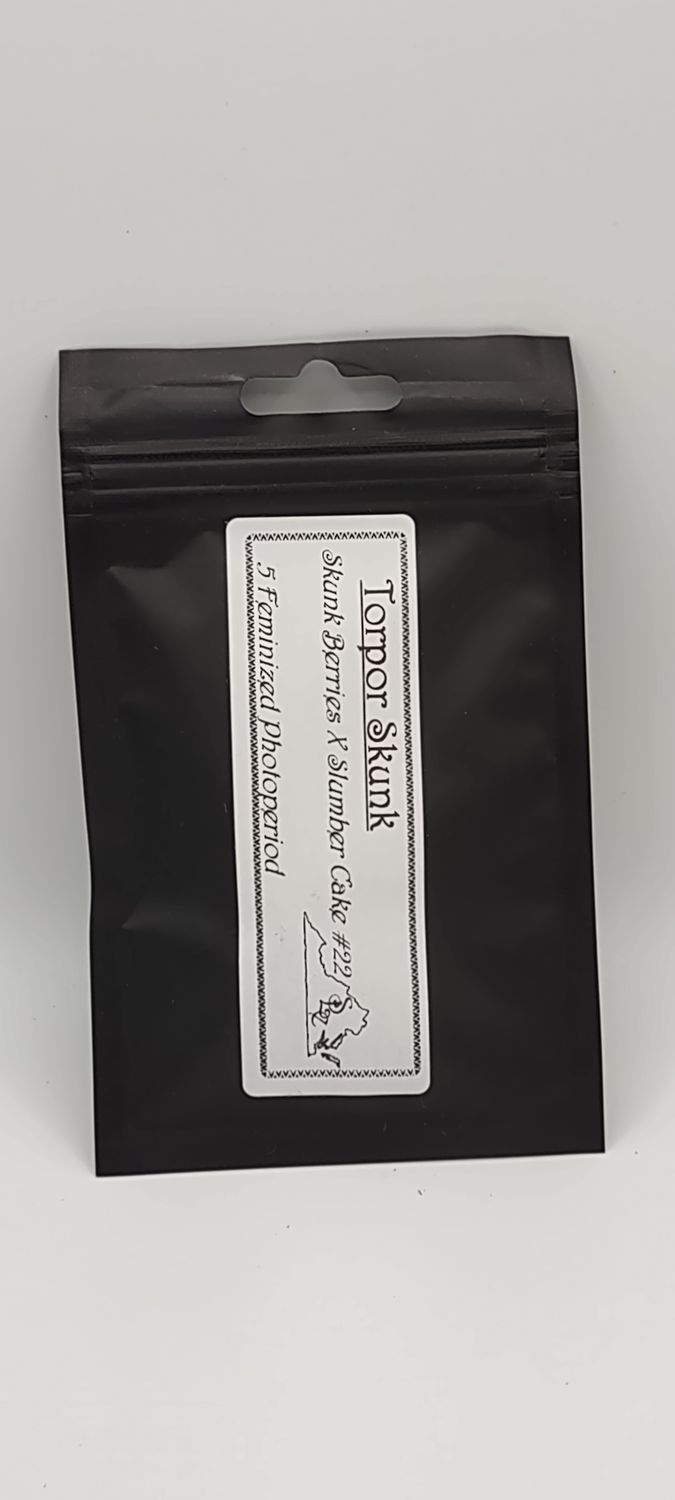 Torpor Skunk
Skunk Berries X Slumber Cake #22
5 Feminized Photoperiod